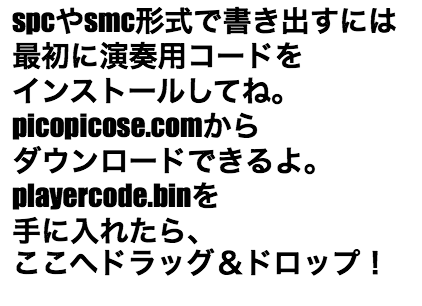 spcやsmc形式で書き出すには
最初に演奏用コードを
インストールしてね。
picopicose.comから
ダウンロードできるよ。
playercode.binを
手に入れたら、
ここへドラッグ＆ドロップ！